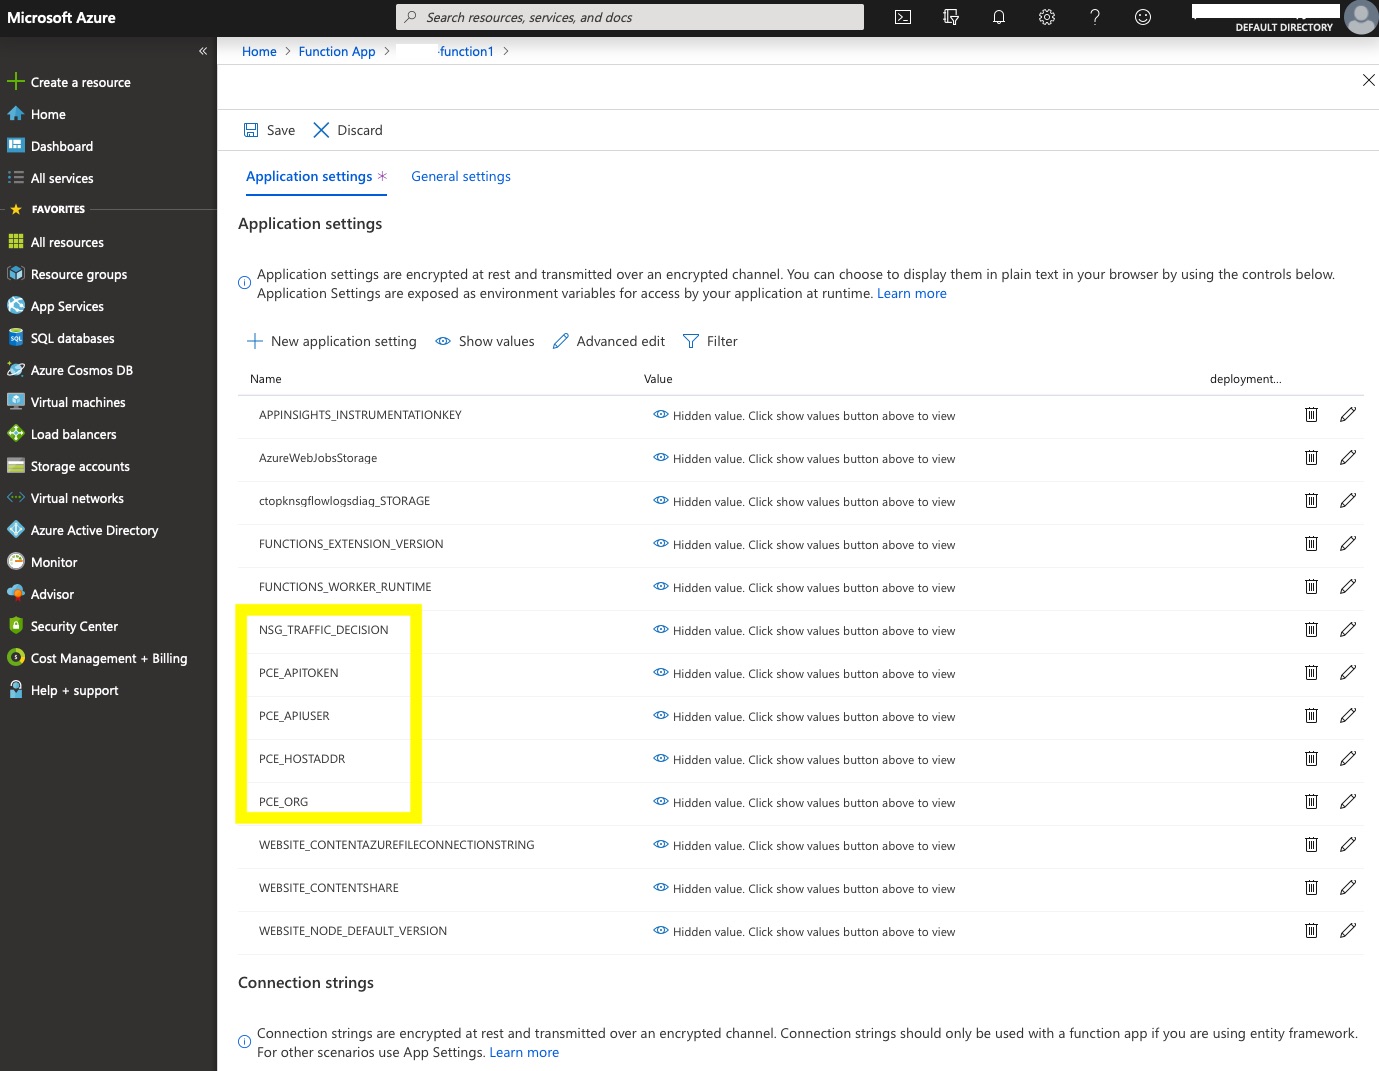 Microsoft Azure
Search resources, services, and docs
DEFAULT DIRECTORY
«
Home > Function App > -function1 >
Create a resource
Home
Dashboard
All services
FAVORITES
All resources
Resource groups
App Services
SQL databases
Azure Cosmos DB
Virtual machines
Load balancers
Storage accounts
Virtual networks
Azure Active Directory
Monitor
Advisor
Security Center
Cost Management + Billing
Help + support
Save Discard
Application settings * General settings
Application settings
Application settings are encrypted at rest and transmitted over an encrypted channel. You can choose to display them in plain text in your browser by using the controls below.
Application Settings are exposed as environment variables for access by your application at runtime. Learn more
New application setting Show values Advanced edit Filter
Name Value deployment...
APPINSIGHTS_INSTRUMENTATIONKEY Hidden value. Click show values button above to view
AzureWebJobsStorage Hidden value. Click show values button above to view
ctopknsgflowlogsdiag_STORAGE Hidden value. Click show values button above to view
FUNCTIONS_EXTENSION_VERSION Hidden value. Click show values button above to view
FUNCTIONS_WORKER_RUNTIME Hidden value. Click show values button above to view
NSG_TRAFFIC_DECISION Hidden value. Click show values button above to view
PCE_APITOKEN Hidden value. Click show values button above to view
PCE_APIUSER Hidden value. Click show values button above to view
PCE_HOSTADDR Hidden value. Click show values button above to view
PCE_ORG Hidden value. Click show values button above to view
WEBSITE_CONTENTAZUREFILECONNECTIONSTRING Hidden value. Click show values button above to view
WEBSITE_CONTENTSHARE Hidden value. Click show values button above to view
WEBSITE_NODE_DEFAULT_VERSION Hidden value. Click show values button above to view
Connection strings
Connection strings are encrypted at rest and transmitted over an encrypted channel. Connection strings should only be used with a function app if you are using entity framework.
For other scenarios use App Settings. Learn more